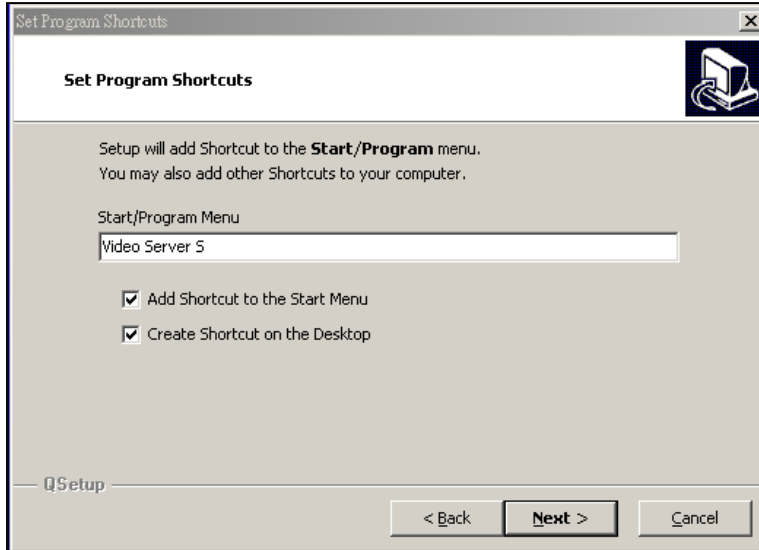 Set Program Shortcuts
Set Program Shortcuts
Setup will add Shortcut to the Start/Program menu.
You may also add other Shortcuts to your computer.
Start/Program Menu
Video Server S
Add Shortcut to the Start Menu
Create Shortcut on the Desktop
QSetup
< Back Next > Cancel